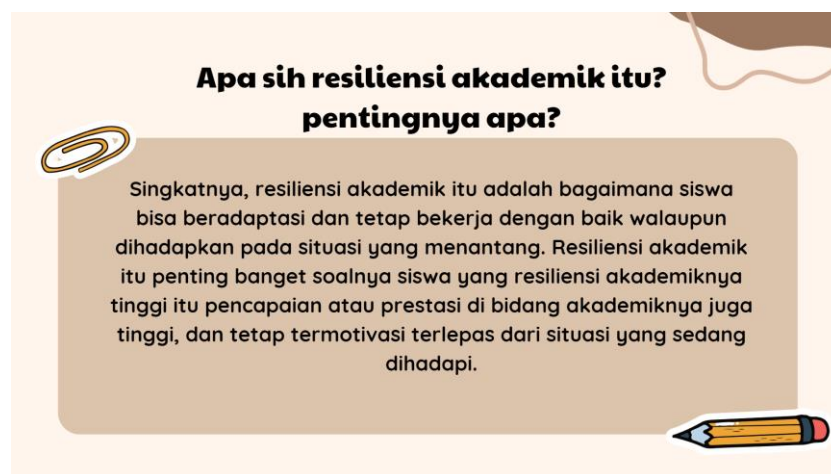 Apa sih resiliensi akademik itu?
pentingnya apa?
Singkatnya, resiliensi akademik itu adalah bagaimana siswa
bisa beradaptasi dan tetap bekerja dengan baik walaupun
dihadapkan pada situasi yang menantang. Resiliensi akademik
itu penting banget soalnya siswa yang resiliensi akademiknya
tinggi itu pencapaian atau prestasi di bidang akademiknya juga
tinggi, dan tetap termotivasi terlepas dari situasi yang sedang
dihadapi.